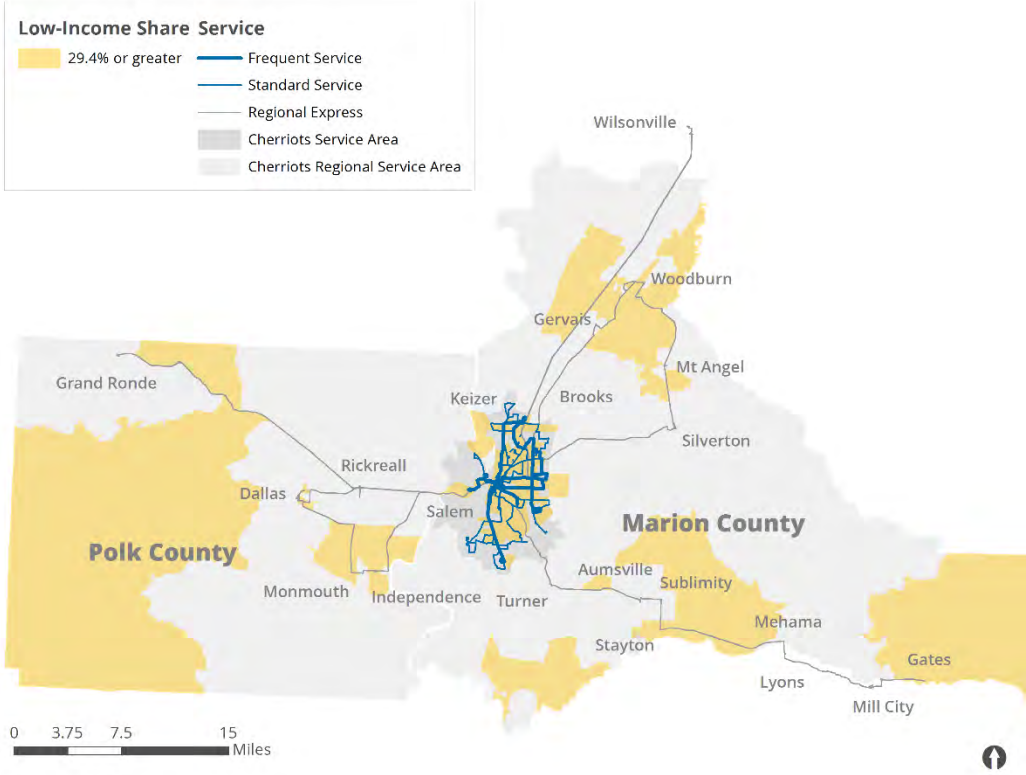 Low-Income Share Service
29.4% or greater
Frequent Service
Standard Service
Regional Express
Cherriots Service Area
Cherriots Regional Service Area
Wilsonville
Woodburn
Gervais
Mt Angel
Grand Ronde
Keizer
Brooks
Silverton
Rickreall
Dallas
Salem
Marion County
Polk County
Aumsville
Sublimity
Monmouth
Independence
Turner
Mehama
Stayton
Gates
Lyons
Mill City
0 3.75 7.5 15
Miles